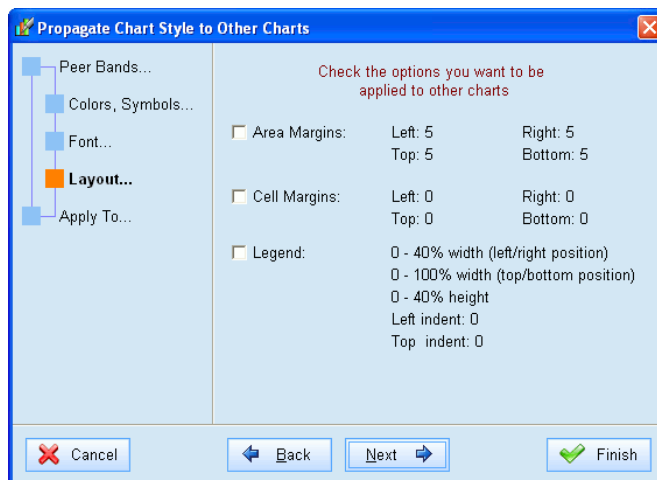 Propagate Chart Style to Other Charts
Peer Bands...
Colors, Symbols...
Font...
Layout...
Apply To...
Check the options you want to be
applied to other charts
Area Margins: Left: 5 Right: 5
Top: 5 Bottom: 5
Cell Margins: Left: 0 Right: 0
Top: 0 Bottom: 0
Legend: 0 - 40% width (left/right position)
0 - 100% width (top/bottom position)
0 - 40% height
Left indent: 0
Top indent: 0
Cancel Back Next Finish